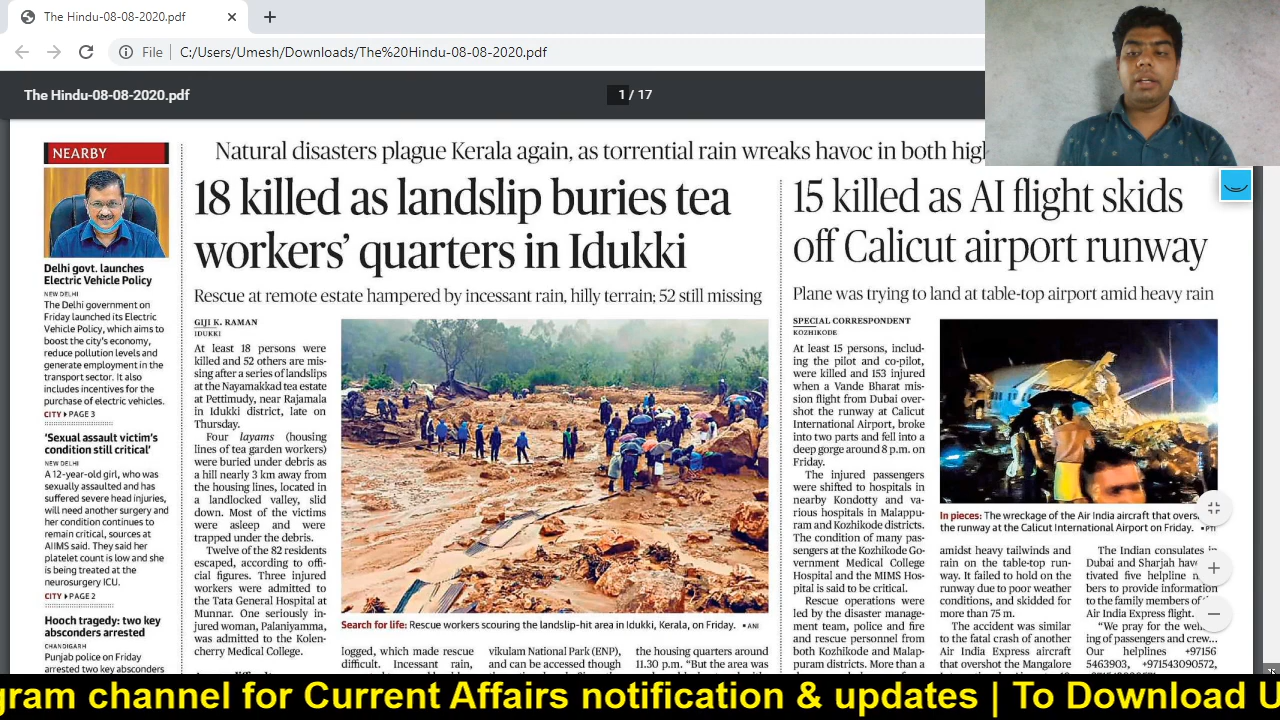 The Hindu-08-08-2020.pdf
File
C:/Users/Umesh/Downloads/The%20Hindu-08-08-2020.pdf
The Hindu-08-08-2020.pdf
1 / 17
NEARBY
Delhi govt. launches
Electric Vehicle Policy
NEW DELHI
The Delhi government on
Friday launched its Electric
Vehicle Policy, which aims to
boost the city's economy,
reduce pollution levels and
generate employment in the
transport sector. It also
includes incentives for the
purchase of electric vehicles.
CITY ▸ PAGE 3
'Sexual assault victim's
condition still critical'
NEW DELHI
A 12-year-old girl, who was
sexually assaulted and has
suffered severe head injuries,
will need another surgery and
her condition continues to
remain critical, sources at
AIIMS said. They said her
platelet count is low and she
is being treated at the
neurosurgery ICU.
CITY ▸ PAGE 2
Hooch tragedy: two key
absconders arrested
CHANDIGARH
Punjab police on Friday
arrested two key absconders
Natural disasters plague Kerala again, as torrential rain wreaks havoc in both hig
18 killed as landslip buries tea
workers' quarters in Idukki
Rescue at remote estate hampered by incessant rain, hilly terrain; 52 still missing
GIJI K. RAMAN
IDUKKI
At least 18 persons were
killed and 52 others are mis-
sing after a series of landslips
at the Nayamakkad tea estate
at Pettimudy, near Rajamala
in Idukki district, late on
Thursday.
Four layams (housing
lines of tea garden workers)
were buried under debris as
a hill nearly 3 km away from
the housing lines, located in
a landlocked valley, slid
down. Most of the victims
were asleep and were
trapped under the debris.
Twelve of the 82 residents
escaped, according to offi-
cial figures. Three injured
workers were admitted to
the Tata General Hospital at
Munnar. One seriously in-
jured woman, Palaniyamma,
was admitted to the Kolen-
cherry Medical College.
Search for life: Rescue workers scouring the landslip-hit area in Idukki, Kerala, on Friday. • ANI
logged, which made rescue
difficult. Incessant rain,
vikulam National Park (ENP),
and can be accessed though
the housing quarters around
11.30 p.m. "But the area was
15 killed as AI flight skids
off Calicut airport runway
Plane was trying to land at table-top airport amid heavy rain
SPECIAL CORRESPONDENT
KOZHIKODE
At least 15 persons, includ-
ing the pilot and co-pilot,
were killed and 153 injured
when a Vande Bharat mis-
sion flight from Dubai over-
shot the runway at Calicut
International Airport, broke
into two parts and fell into a
deep gorge around 8 p.m. on
Friday.
The injured passengers
were shifted to hospitals in
nearby Kondotty and va-
rious hospitals in Malappu-
ram and Kozhikode districts.
The condition of many pas-
sengers at the Kozhikode Go-
vernment Medical College
Hospital and the MIMS Hos-
pital is said to be critical.
Rescue operations were
led by the disaster manage-
ment team, police and fire
and rescue personnel from
both Kozhikode and Malap-
puram districts. More than a
In pieces: The wreckage of the Air India aircraft that overs
the runway at the Calicut International Airport on Friday. • PTI
amidst heavy tailwinds and
rain on the table-top run-
way. It failed to hold on the
runway due to poor weather
conditions, and skidded for
more than 75 m.
The accident was similar
to the fatal crash of another
Air India Express aircraft
that overshot the Mangalore
The Indian consulates in
Dubai and Sharjah have
tivated five helpline
to provide information
to the family members of
Air India Express flight.
"We pray for the well
ing of passengers and crew...
Our helplines +97156
5463903, +971543090572,
gram channel for Current Affairs notification & updates | To Download U